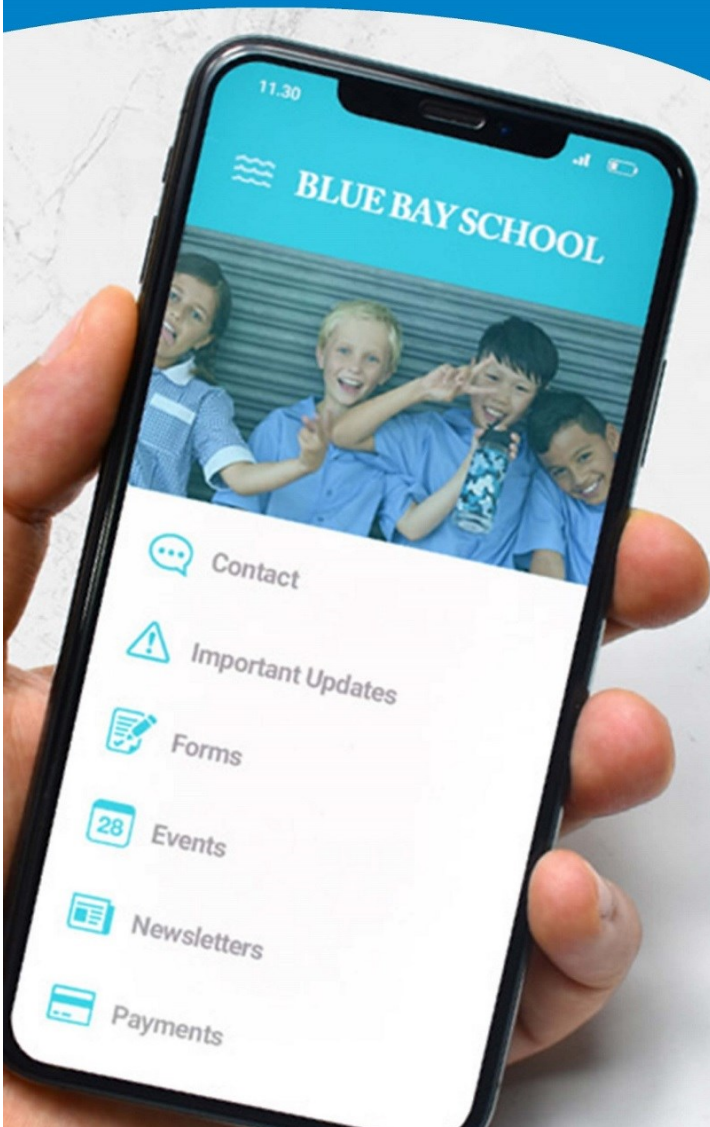 11.30
BLUE BAY SCHOOL
Contact
Important Updates
Forms
28
Events
Newsletters
Payments